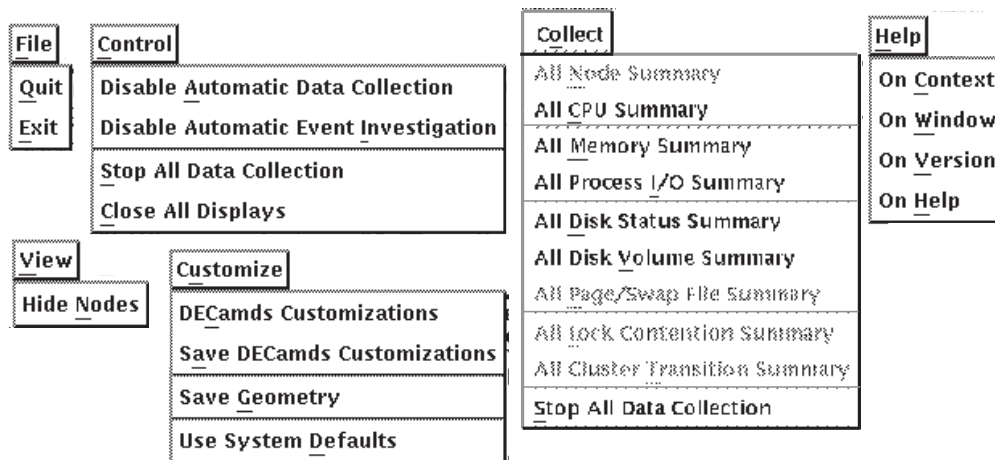 File
Quit
Exit
Control
Disable Automatic Data Collection
Disable Automatic Event Investigation
Stop All Data Collection
Close All Displays
View
Hide Nodes
Customize
DECamds Customizations
Save DECamds Customizations
Save Geometry
Use System Defaults
Collect
All Node Summary
All CPU Summary
All Memory Summary
All Process I/O Summary
All Disk Status Summary
All Disk Volume Summary
All Page/Swap File Summary
All Lock Contention Summary
All Cluster Transition Summary
Stop All Data Collection
Help
On Context
On Window
On Version
On Help